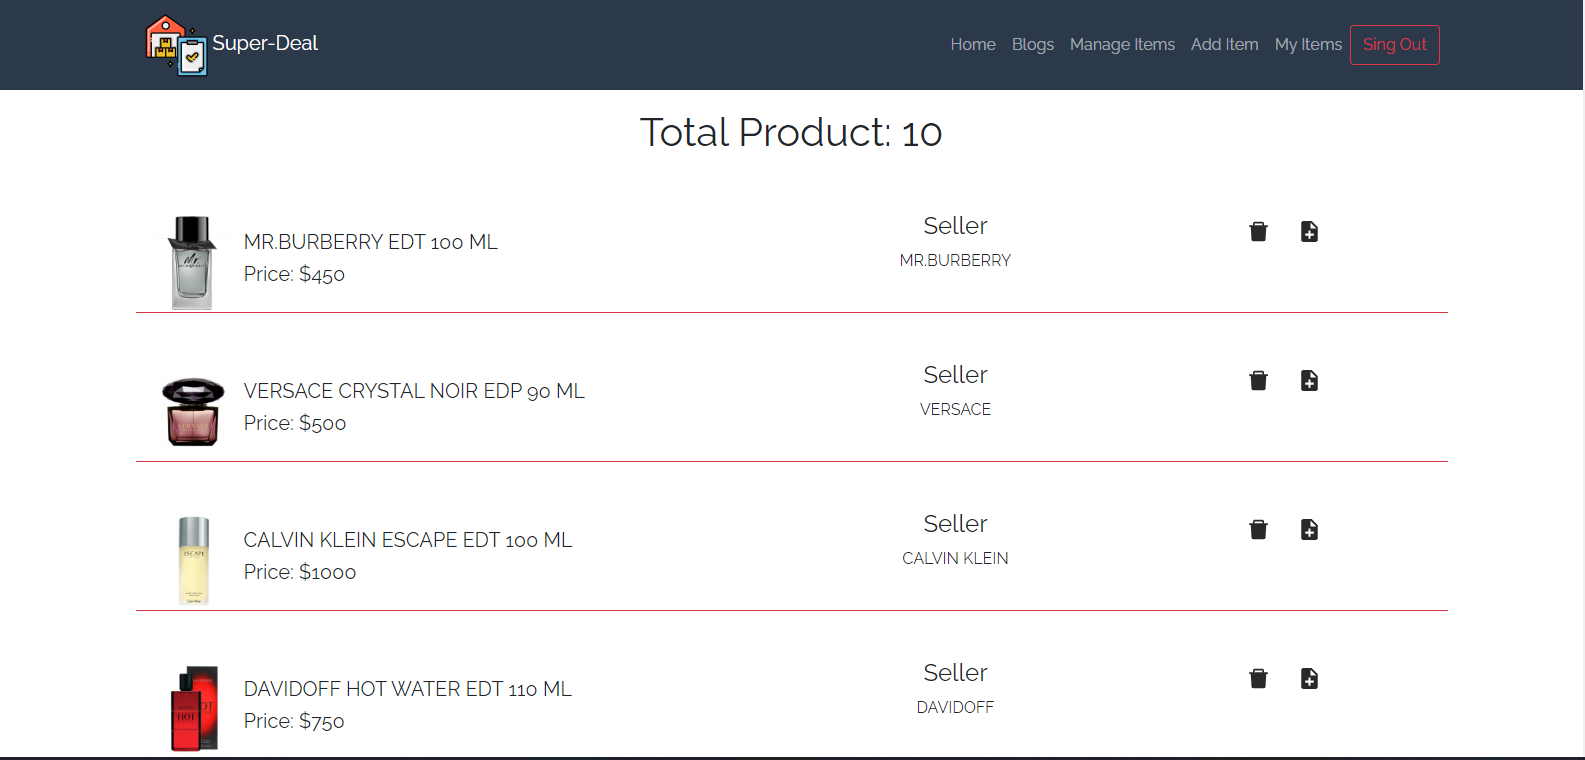 Super-Deal
Home Blogs Manage Items Add Item My Items Sing Out
Total Product: 10
MR.BURBERRY EDT 100 ML
Price: $450
Seller
MR.BURBERRY
VERSACE CRYSTAL NOIR EDP 90 ML
Price: $500
Seller
VERSACE
CALVIN KLEIN ESCAPE EDT 100 ML
Price: $1000
Seller
CALVIN KLEIN
ESCAPE
DAVIDOFF HOT WATER EDT 110 ML
Price: $750
Seller
DAVIDOFF
HOT